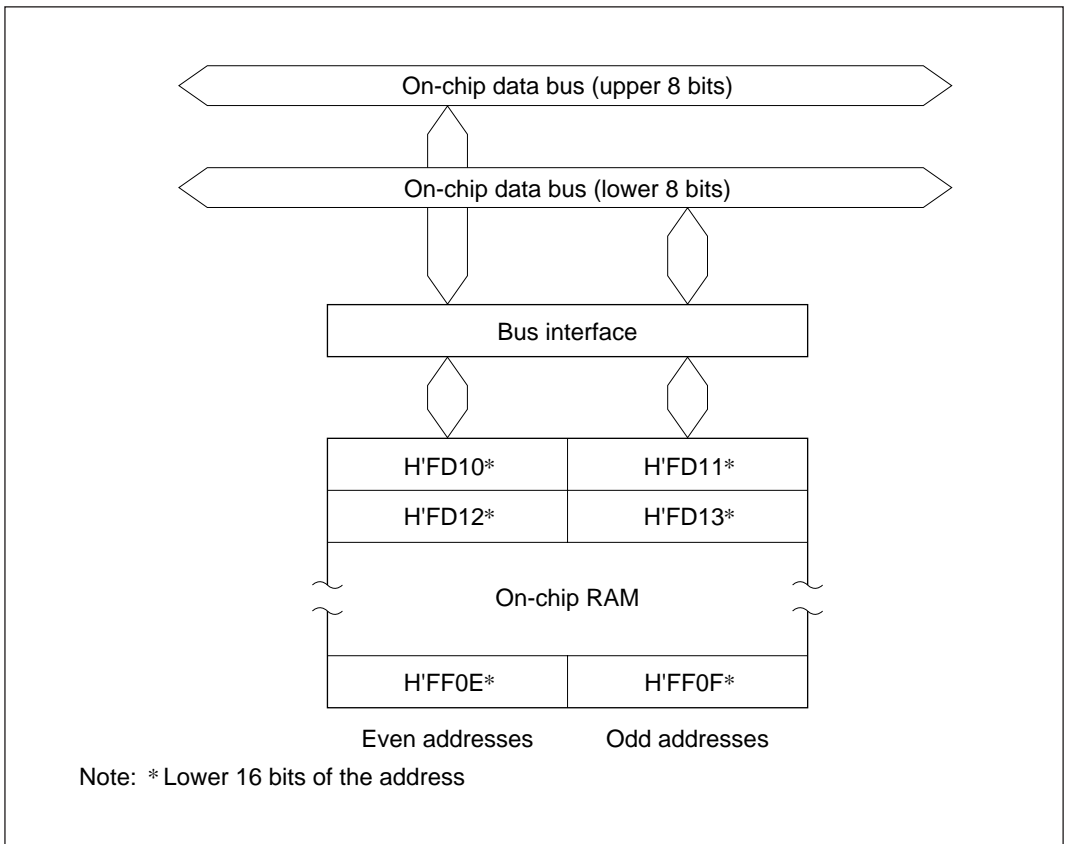 On-chip data bus (upper 8 bits)
On-chip data bus (lower 8 bits)
Bus interface
H'FD10* H'FD11*
H'FD12* H'FD13*
On-chip RAM
H'FF0E* H'FF0F*
Even addresses Odd addresses
Note: * Lower 16 bits of the address